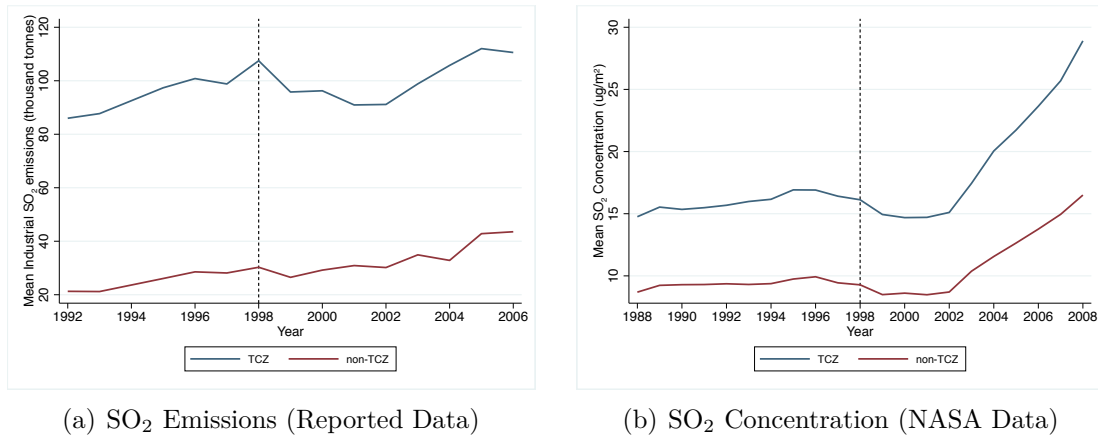 Mean Industrial SO₂ emissions (thousand tonnes)
120
100
80
60
40
20
1992 1994 1996 1998 2000 2002 2004 2006
Year
TCZ non-TCZ
(a) SO₂ Emissions (Reported Data)
Mean SO₂ Concentration (ug/m²)
30
25
20
15
10
1988 1990 1992 1994 1996 1998 2000 2002 2004 2006 2008
Year
TCZ non-TCZ
(b) SO₂ Concentration (NASA Data)